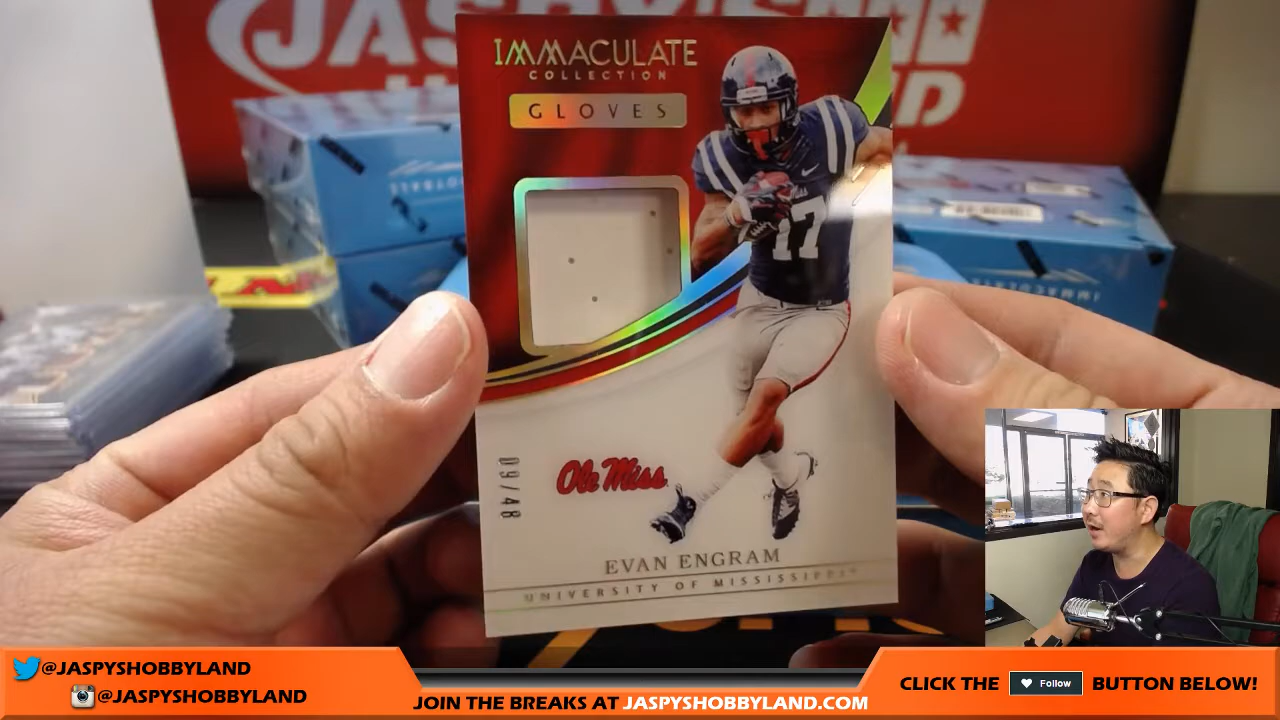 JASPY'S
IMMACULATE
COLLECTION
GLOVES
17
09/48
Ole Miss
EVAN ENGRAM
UNIVERSITY OF MISSISSIPPI
@JASPYSHOBBYLAND
@JASPYSHOBBYLAND
JOIN THE BREAKS AT JASPYSHOBBYLAND.COM
CLICK THE Follow BUTTON BELOW!